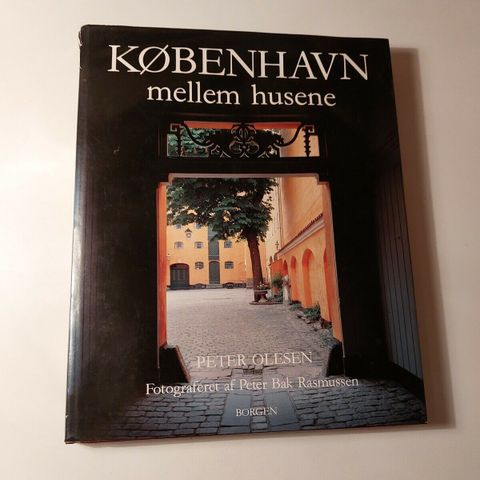 KØBENHAVN
mellem husene
PETER OLESEN
Fotograferet af Peter Bak Rasmussen
BORGEN